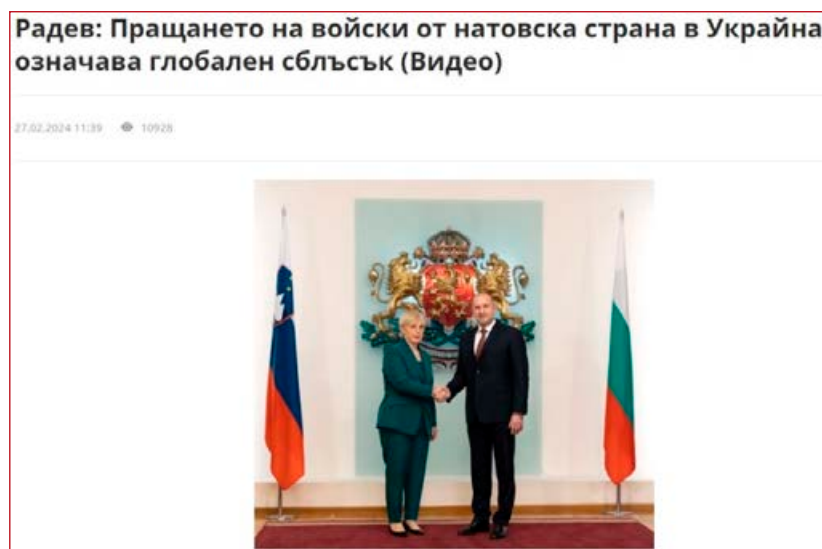 Радев: Пращането на войски от натовска страна в Украйна
означава глобален сблъсък (Видео)
27.02.2024 11:39 10928